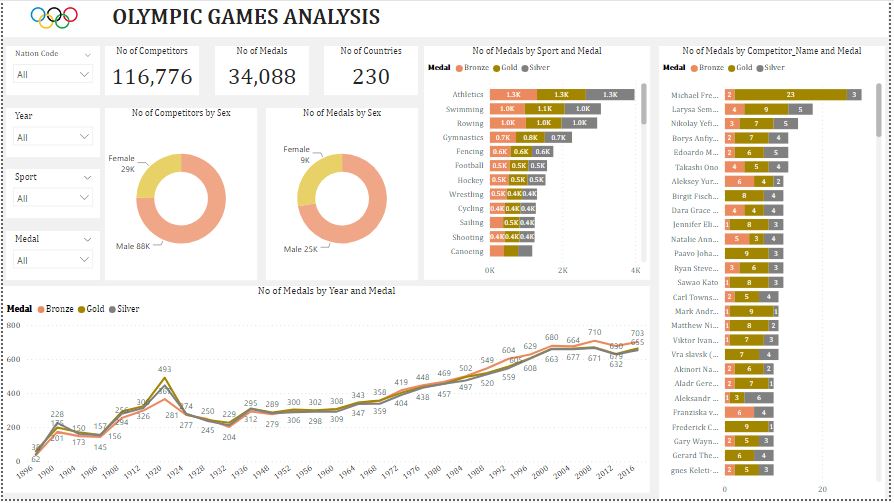 OLYMPIC GAMES ANALYSIS
Nation Code
All
Year
All
Sport
All
Medal
All
No of Competitors
116,776
No of Medals
34,088
No of Countries
230
No of Competitors by Sex
Female
29K
Male 88K
No of Medals by Sex
Female
9K
Male 25K
No of Medals by Sport and Medal
Medal Bronze Gold Silver
Athletics 1.3K 1.3K 1.3K
Swimming 1.0K 1.1K 1.0K
Rowing 1.0K 1.0K 1.0K
Gymnastics 0.7K 0.8K 0.7K
Fencing 0.6K 0.6K 0.6K
Football 0.5K 0.5K 0.5K
Hockey 0.5K 0.5K 0.5K
Wrestling 0.5K 0.4K 0.4K
Cycling 0.4K 0.4K 0.4K
Sailing 0.5K 0.4K
Shooting 0.4K 0.4K 0.4K
Canoeing
0K 2K 4K
No of Medals by Competitor_Name and Medal
Medal Bronze Gold Silver
Michael Fre... 2 23 3
Larysa Sem... 4 9 5
Nikolay Yefi... 3 7 5
Borys Anfiy... 2 7 4
Edoardo M... 2 6 5
Takashi Ono 4 5 4
Aleksey Yur... 6 4 2
Birgit Fisch... 8 4
Dara Grace ... 4 4 4
Jennifer Eli... 1 8 3
Natalie Ann... 5 3 4
Paavo Joha... 9 3
Ryan Steve... 3 6 3
Sawao Kato 1 8 3
Carl Towns... 2 5 4
Mark Andr... 1 9 1
Matthew Ni... 1 8 2
Viktor Ivan... 1 7 3
Vra slavsk (... 7 4
Akinori Na... 2 6 2
Aladr Gere... 2 7 1
Aleksandr ... 1 3 6
Franziska v... 6 4
Frederick C... 9 1
Gary Wayn... 2 5 3
Gerard The... 6 4
gnes Kelet-... 2 5 3
0 20
No of Medals by Year and Medal
Medal Bronze Gold Silver
800
600
400
200
0
62 228 201 150 173 157 145 156 294 326 493 281 274 277 250 245 229 204 295 312 289 279 300 306 302 298 308 309 343 347 358 359 419 404 448 438 469 457 502 497 549 520 604 559 629 608 680 663 664 677 710 671 632 703 655
1896 1900 1904 1908 1912 1920 1924 1928 1932 1936 1948 1952 1956 1960 1964 1968 1972 1976 1980 1984 1988 1992 1996 2000 2004 2008 2012 2016